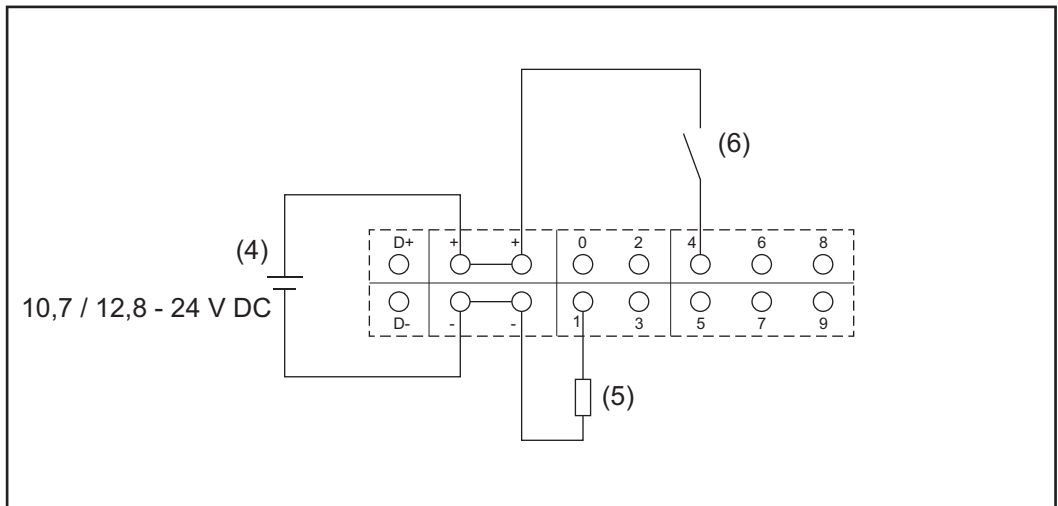 (6)
(4)
10,7 / 12,8 - 24 V DC
D+ + + 0 2 4 6 8
D- - - 1 3 5 7 9
(5)